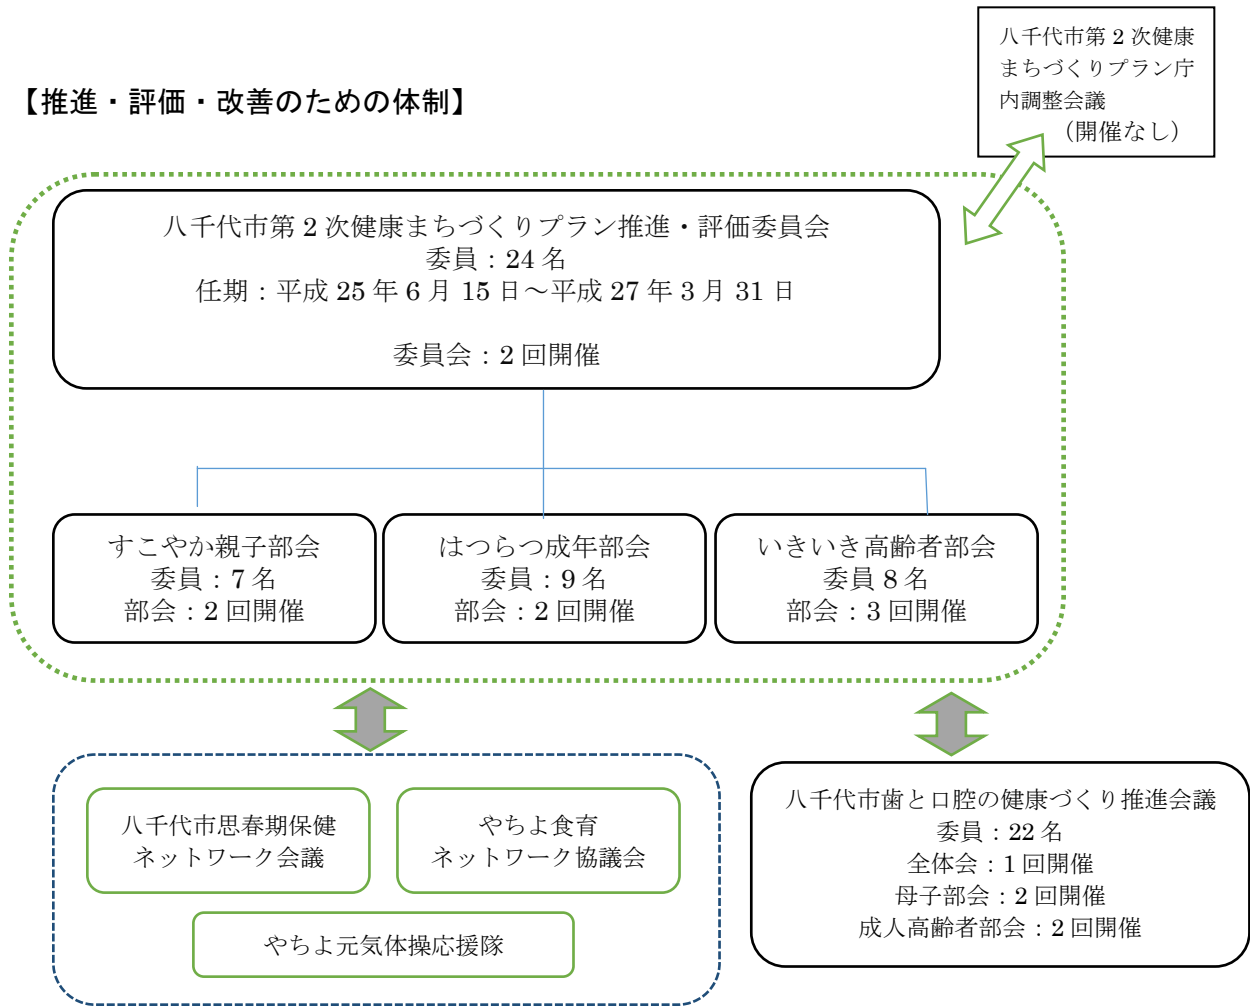 八千代市第 2 次健康
まちづくりプラン庁
内調整会議
（開催なし）
【推進・評価・改善のための体制】
八千代市第 2 次健康まちづくりプラン推進・評価委員会
委員：24 名
任期：平成 25 年 6 月 15 日～平成 27 年 3 月 31 日
委員会：2 回開催
すこやか親子部会
委員：7 名
部会：2 回開催
はつらつ成年部会
委員：9 名
部会：2 回開催
いきいき高齢者部会
委員 8 名
部会：3 回開催
八千代市思春期保健
ネットワーク会議
やちよ食育
ネットワーク協議会
やちよ元気体操応援隊
八千代市歯と口腔の健康づくり推進会議
委員：22 名
全体会：1 回開催
母子部会：2 回開催
成人高齢者部会：2 回開催